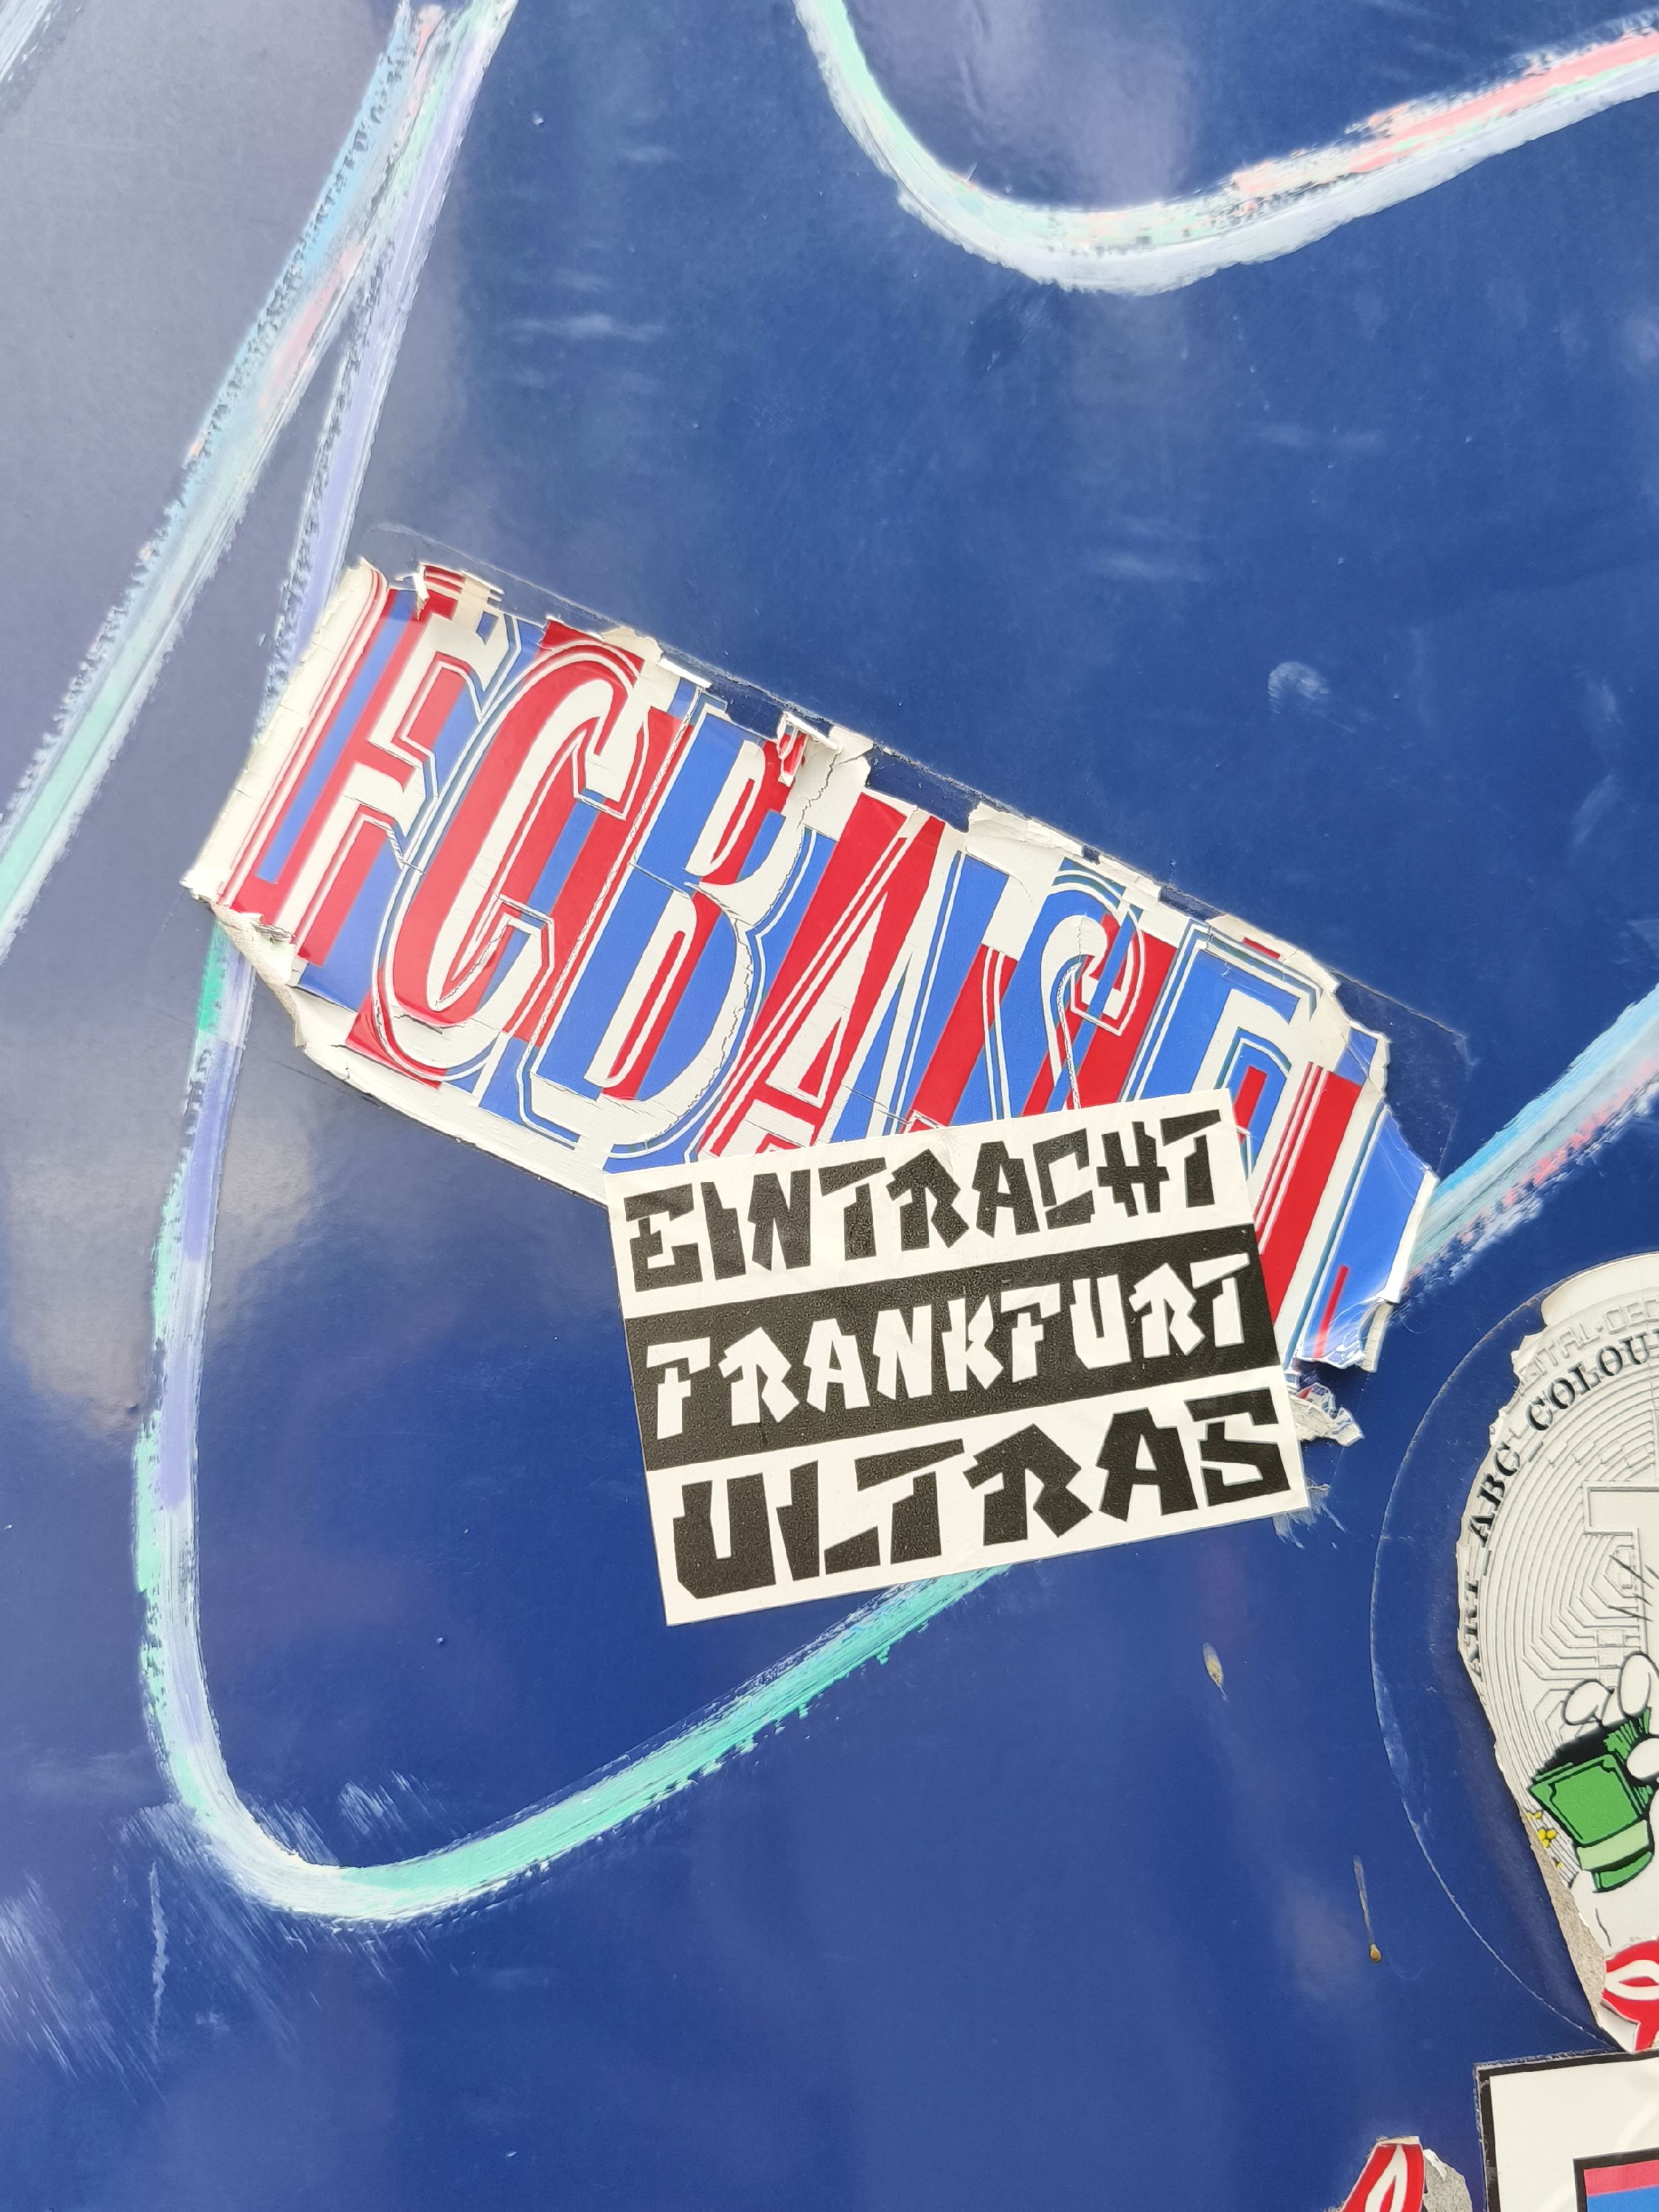 FCBASEL
EINTRACHT
FRANKFURT
ULTRAS
ABC_COLOU